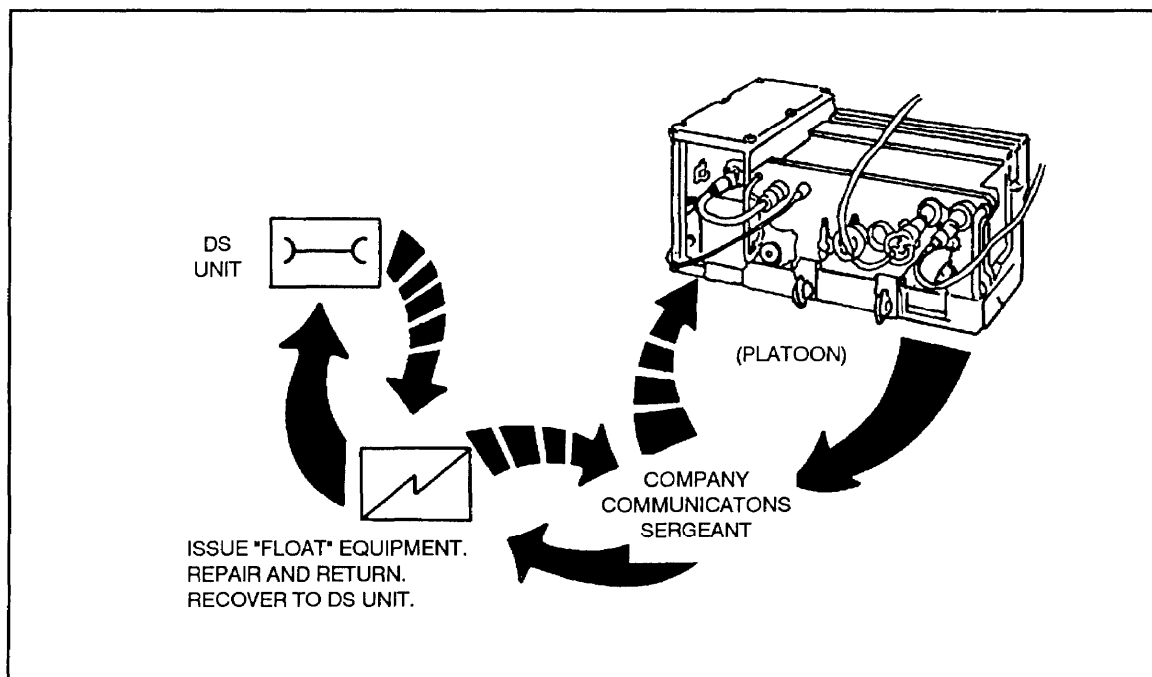 DS
UNIT
(PLATOON)
COMPANY
COMMUNICATONS
SERGEANT
ISSUE "FLOAT" EQUIPMENT.
REPAIR AND RETURN.
RECOVER TO DS UNIT.